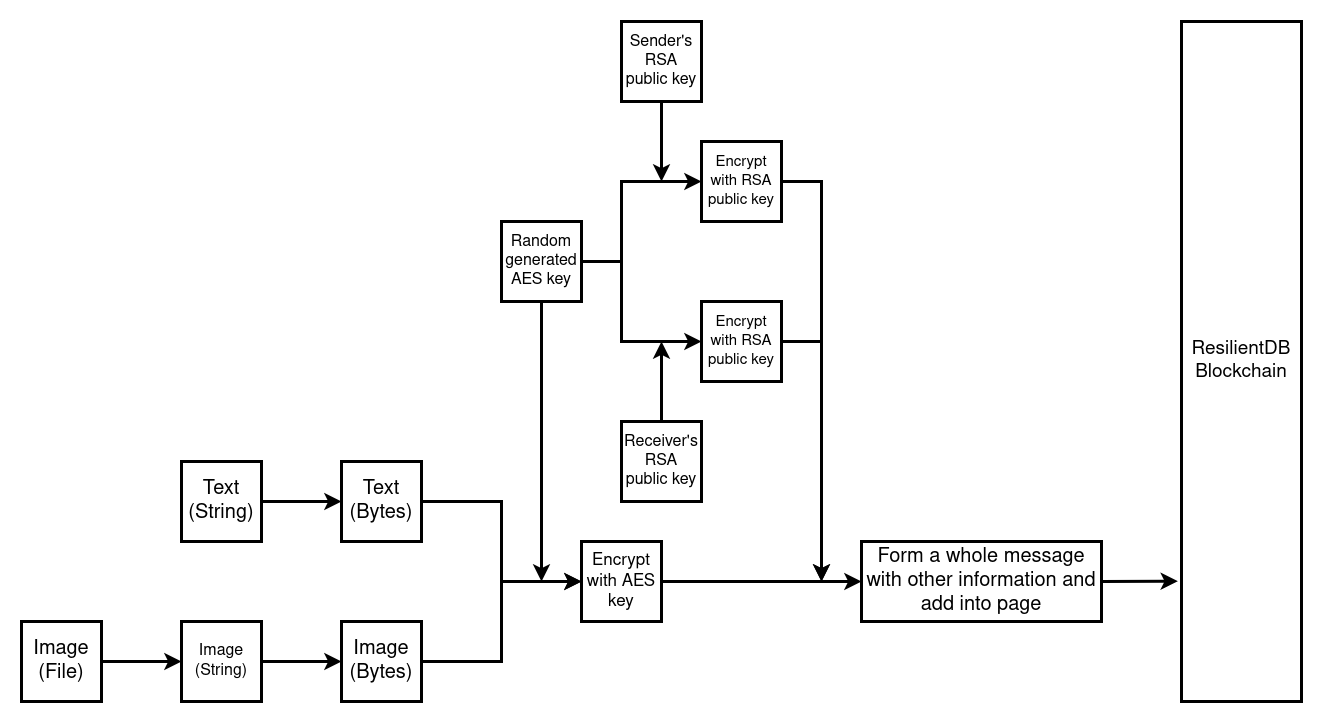 Sender's
RSA
public key
Encrypt
with RSA
public key
Random
generated
AES key
Encrypt
with RSA
public key
ResilientDB
Blockchain
Receiver's
RSA
public key
Text
(String)
Text
(Bytes)
Encrypt
with AES
key
Form a whole message
with other information and
add into page
Image
(File)
Image
(String)
Image
(Bytes)